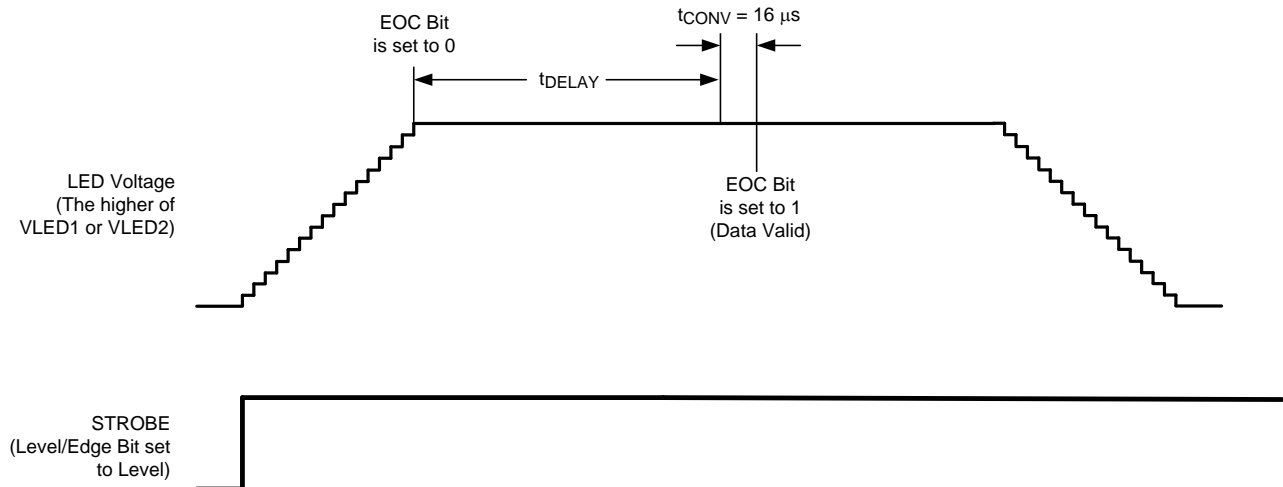 EOC Bit
is set to 0
tCONV = 16 μs
tDELAY
LED Voltage
(The higher of
VLED1 or VLED2)
EOC Bit
is set to 1
(Data Valid)
STROBE
(Level/Edge Bit set
to Level)